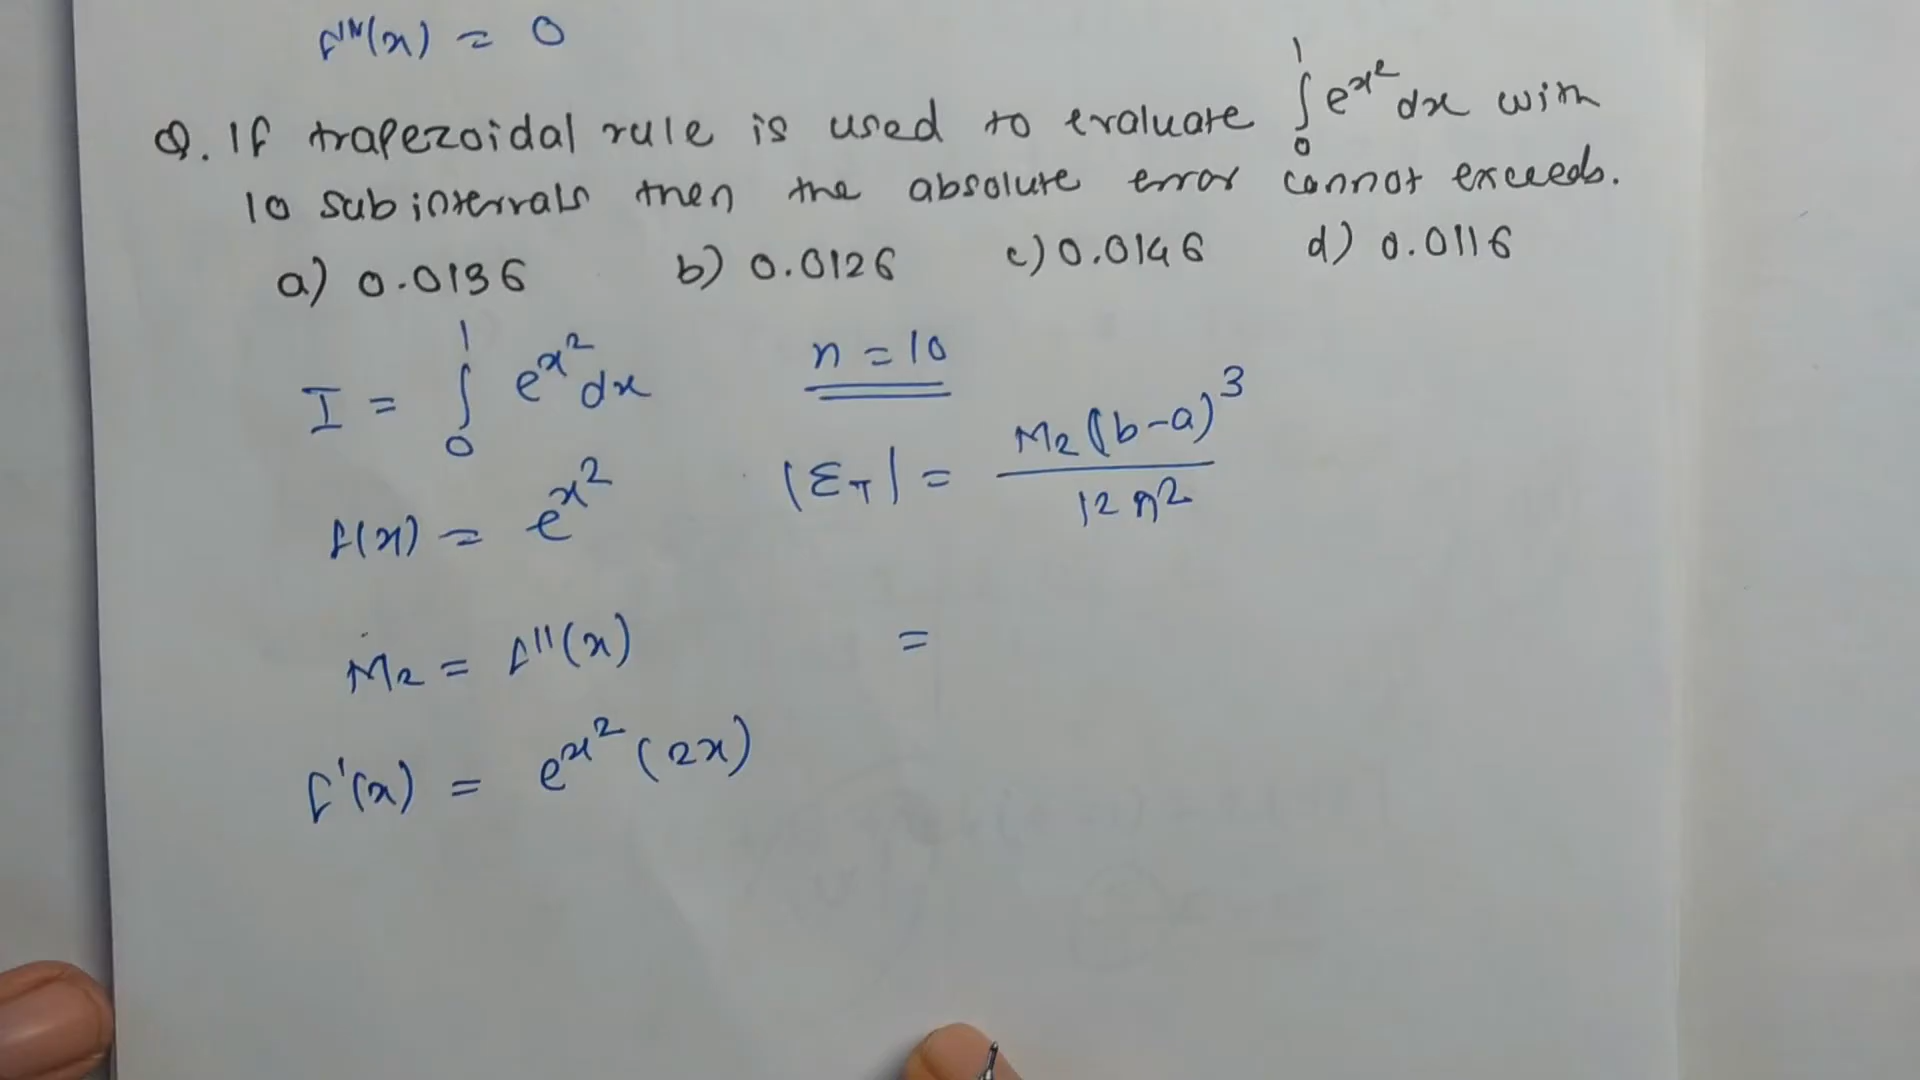 f^IV(x) = 0
Q. If trapezoidal rule is used to evaluate ∫₀¹ e^x² dx with
10 subintervals then the absolute error cannot exceeds.
a) 0.0136 b) 0.0126 c) 0.0146 d) 0.0116
I = ∫₀¹ e^x² dx n = 10
f(x) = e^x² |ε_T| = M₂(b-a)³ / 12n²
M₂ = f''(x) =
f'(x) = e^x² (2x)